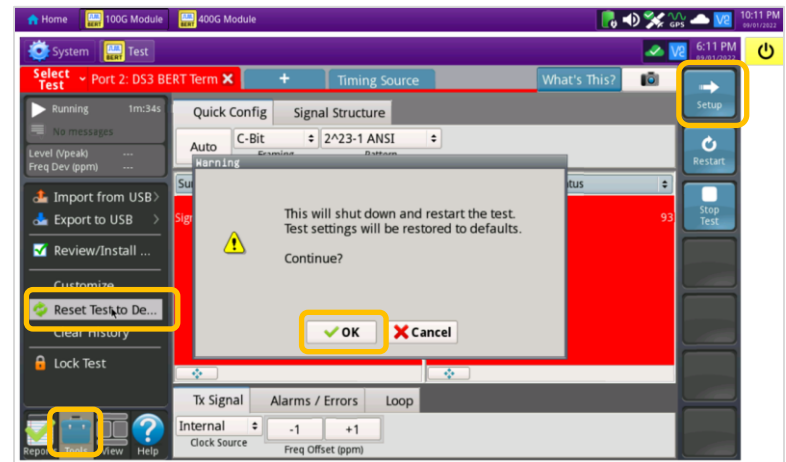 Home
100G Module
400G Module
GPS
10:11 PM
09/01/2022
System
Test
6:11 PM
09/01/2022
Select Test
Port 2: DS3 BERT Term
+
Timing Source
What's This?
Setup
Running 1m:34s
No messages
Level (Vpeak) ---
Freq Dev (ppm) ---
Quick Config
Signal Structure
Auto
C-Bit
2^23-1 ANSI
Framing
Pattern
Restart
Stop Test
Import from USB
Export to USB
Review/Install ...
Customize
Reset Test to De...
Clear History
Lock Test
Warning
This will shut down and restart the test.
Test settings will be restored to defaults.
Continue?
OK
Cancel
93
Tx Signal
Alarms / Errors
Loop
Internal
Clock Source
-1
+1
Freq Offset (ppm)
Tools
View
Help